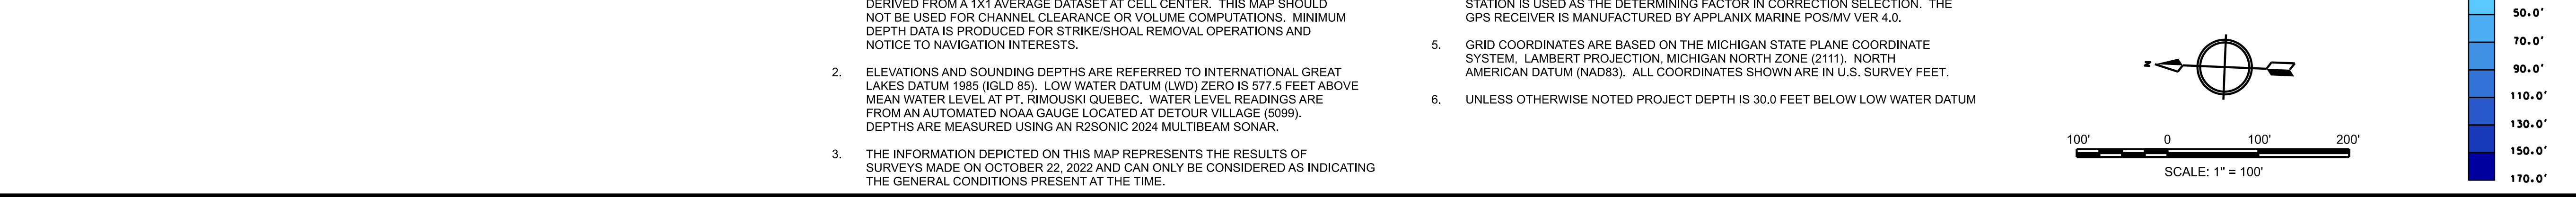 DERIVED FROM A 1X1 AVERAGE DATASET AT CELL CENTER.  THIS MAP SHOULD
NOT BE USED FOR CHANNEL CLEARANCE OR VOLUME COMPUTATIONS.  MINIMUM
DEPTH DATA IS PRODUCED FOR STRIKE/SHOAL REMOVAL OPERATIONS AND
NOTICE TO NAVIGATION INTERESTS.
2. ELEVATIONS AND SOUNDING DEPTHS ARE REFERRED TO INTERNATIONAL GREAT
LAKES DATUM 1985 (IGLD 85).  LOW WATER DATUM (LWD) ZERO IS 577.5 FEET ABOVE
MEAN WATER LEVEL AT PT. RIMOUSKI QUEBEC.  WATER LEVEL READINGS ARE
FROM AN AUTOMATED NOAA GAUGE LOCATED AT DETOUR VILLAGE (5099).
DEPTHS ARE MEASURED USING AN R2SONIC 2024 MULTIBEAM SONAR.
3. THE INFORMATION DEPICTED ON THIS MAP REPRESENTS THE RESULTS OF
SURVEYS MADE ON OCTOBER 22, 2022 AND CAN ONLY BE CONSIDERED AS INDICATING
THE GENERAL CONDITIONS PRESENT AT THE TIME.
STATION IS USED AS THE DETERMINING FACTOR IN CORRECTION SELECTION.  THE
GPS RECEIVER IS MANUFACTURED BY APPLANIX MARINE POS/MV VER 4.0.
5. GRID COORDINATES ARE BASED ON THE MICHIGAN STATE PLANE COORDINATE
SYSTEM,  LAMBERT PROJECTION, MICHIGAN NORTH ZONE (2111).  NORTH
AMERICAN DATUM (NAD83).  ALL COORDINATES SHOWN ARE IN U.S. SURVEY FEET.
6. UNLESS OTHERWISE NOTED PROJECT DEPTH IS 30.0 FEET BELOW LOW WATER DATUM
N
100' 0 100' 200'
SCALE: 1" = 100'
50.0'
70.0'
90.0'
110.0'
130.0'
150.0'
170.0'